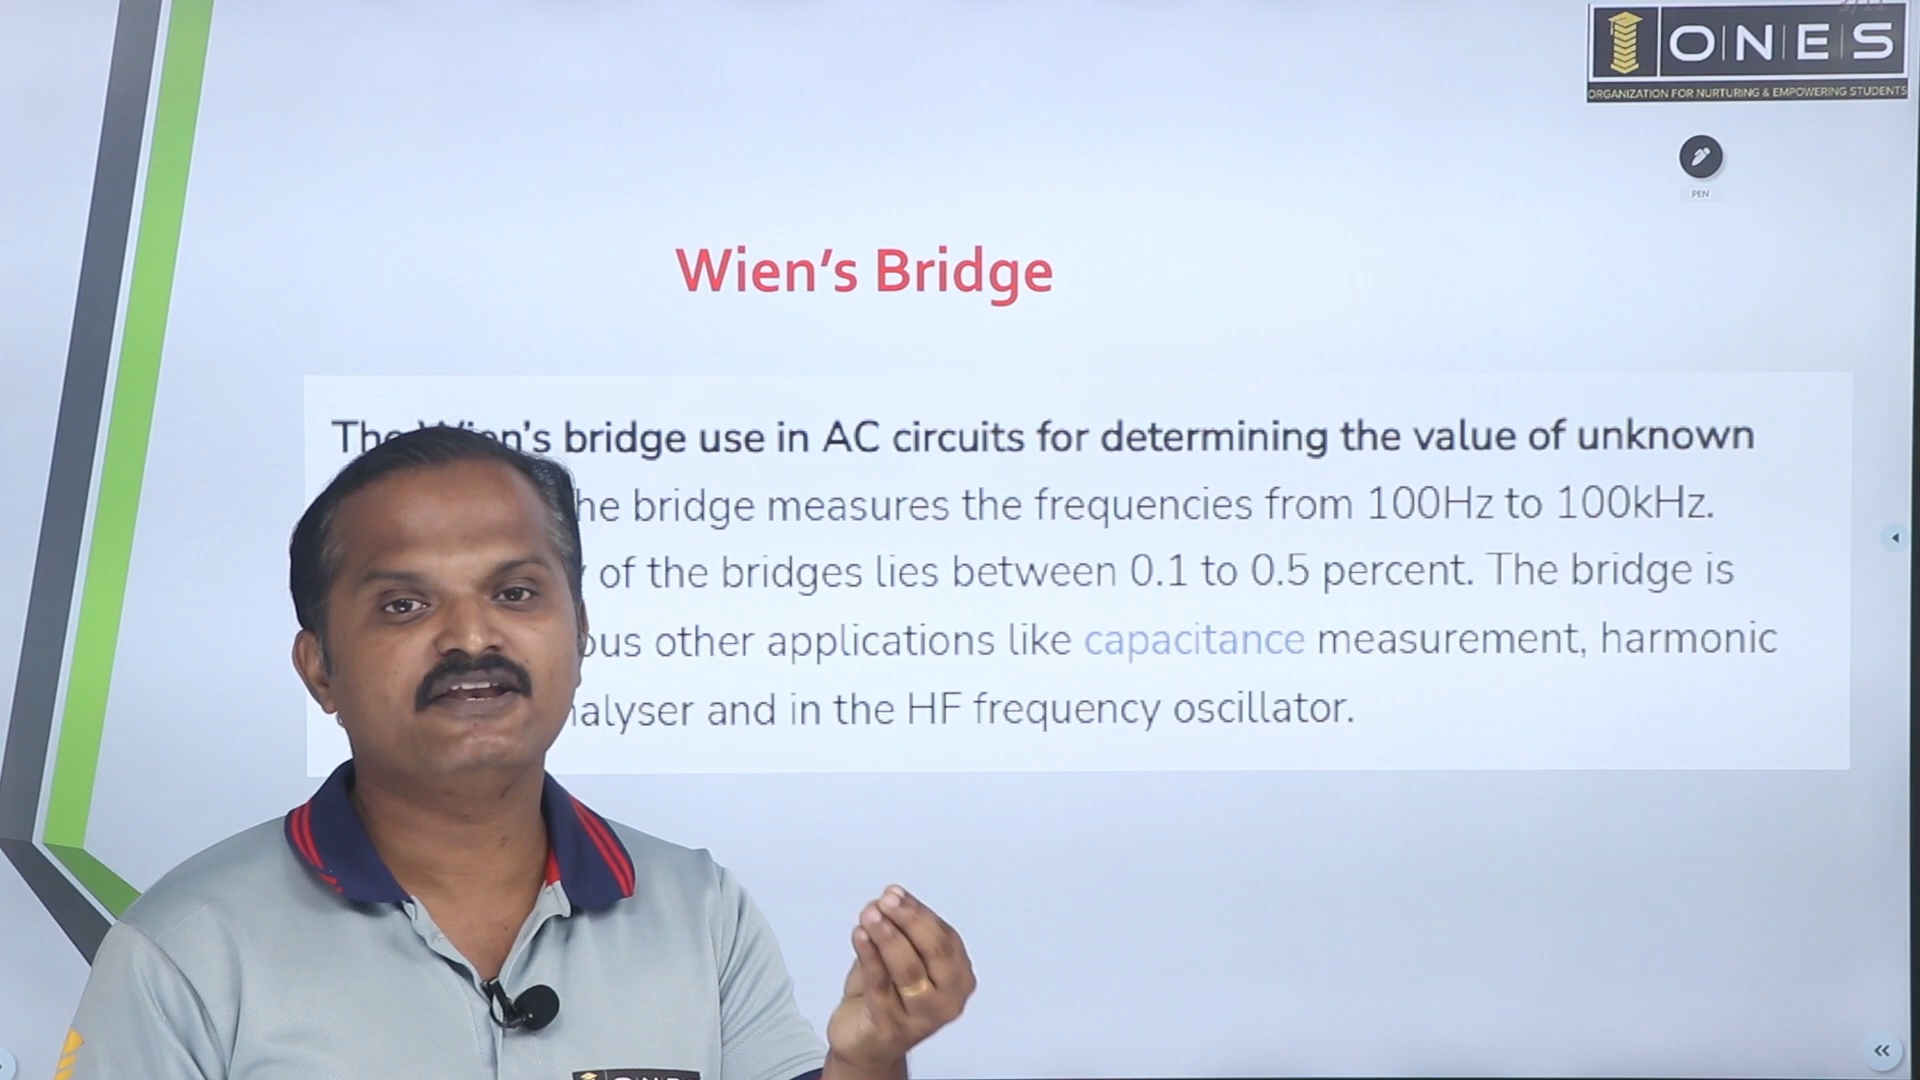 ONES
ORGANIZATION FOR NURTURING & EMPOWERING STUDENTS
PEN
Wien's Bridge
The Wien's bridge use in AC circuits for determining the value of unknown
he bridge measures the frequencies from 100Hz to 100kHz.
of the bridges lies between 0.1 to 0.5 percent. The bridge is
ous other applications like capacitance measurement, harmonic
nalyser and in the HF frequency oscillator.